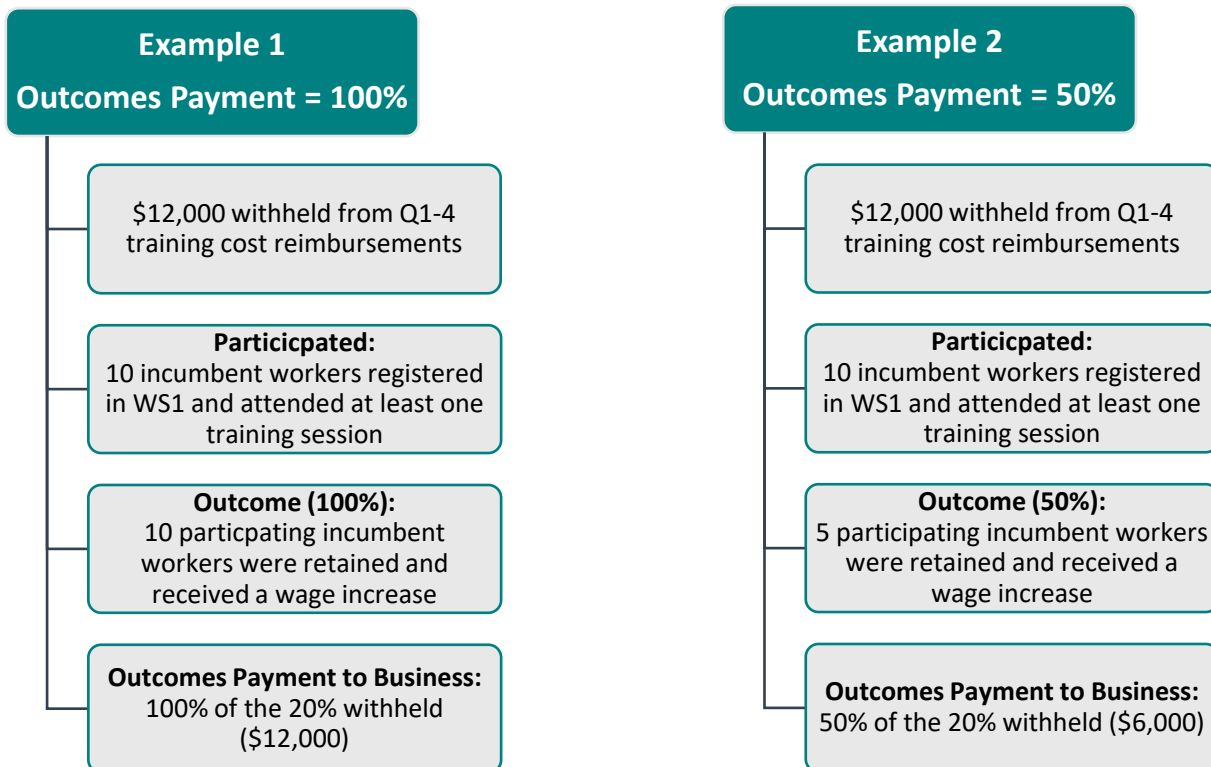 Example 1
Outcomes Payment = 100%
$12,000 withheld from Q1-4
training cost reimbursements
Particicpated:
10 incumbent workers registered
in WS1 and attended at least one
training session
Outcome (100%):
10 particpating incumbent
workers were retained and
received a wage increase
Outcomes Payment to Business:
100% of the 20% withheld
($12,000)
Example 2
Outcomes Payment = 50%
$12,000 withheld from Q1-4
training cost reimbursements
Particicpated:
10 incumbent workers registered
in WS1 and attended at least one
training session
Outcome (50%):
5 participating incumbent workers
were retained and received a
wage increase
Outcomes Payment to Business:
50% of the 20% withheld ($6,000)